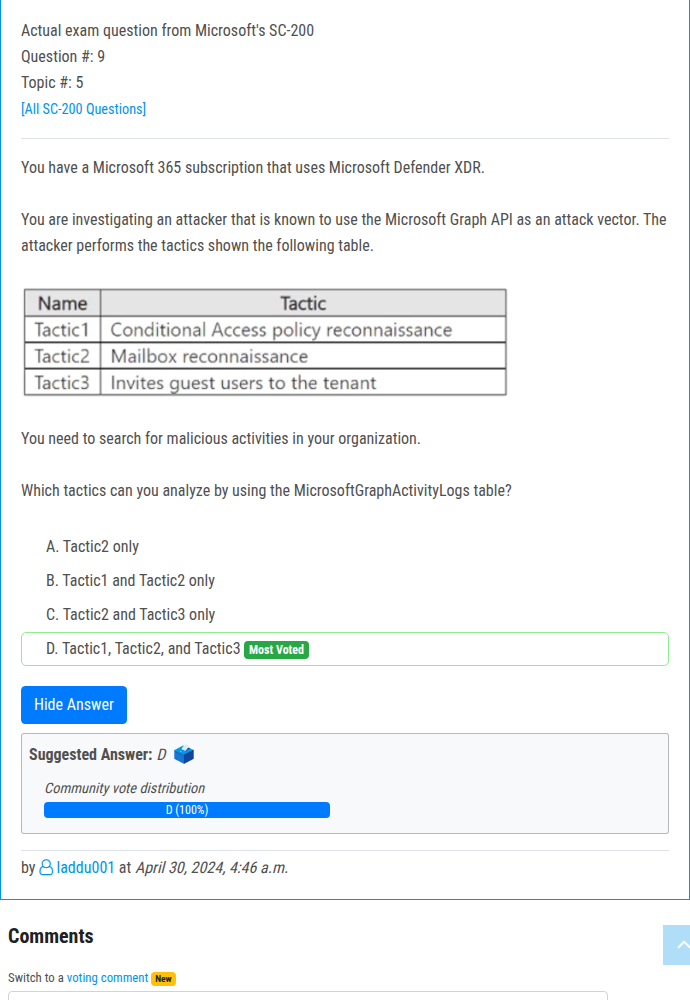 Actual exam question from Microsoft's SC-200
Question #: 9
Topic #: 5
[All SC-200 Questions]
You have a Microsoft 365 subscription that uses Microsoft Defender XDR.
You are investigating an attacker that is known to use the Microsoft Graph API as an attack vector. The
attacker performs the tactics shown the following table.
Name Tactic
Tactic1 Conditional Access policy reconnaissance
Tactic2 Mailbox reconnaissance
Tactic3 Invites guest users to the tenant
You need to search for malicious activities in your organization.
Which tactics can you analyze by using the MicrosoftGraphActivityLogs table?
A. Tactic2 only
B. Tactic1 and Tactic2 only
C. Tactic2 and Tactic3 only
D. Tactic1, Tactic2, and Tactic3 Most Voted
Hide Answer
Suggested Answer: D
Community vote distribution
D (100%)
by laddu001 at April 30, 2024, 4:46 a.m.
Comments
Switch to a voting comment New